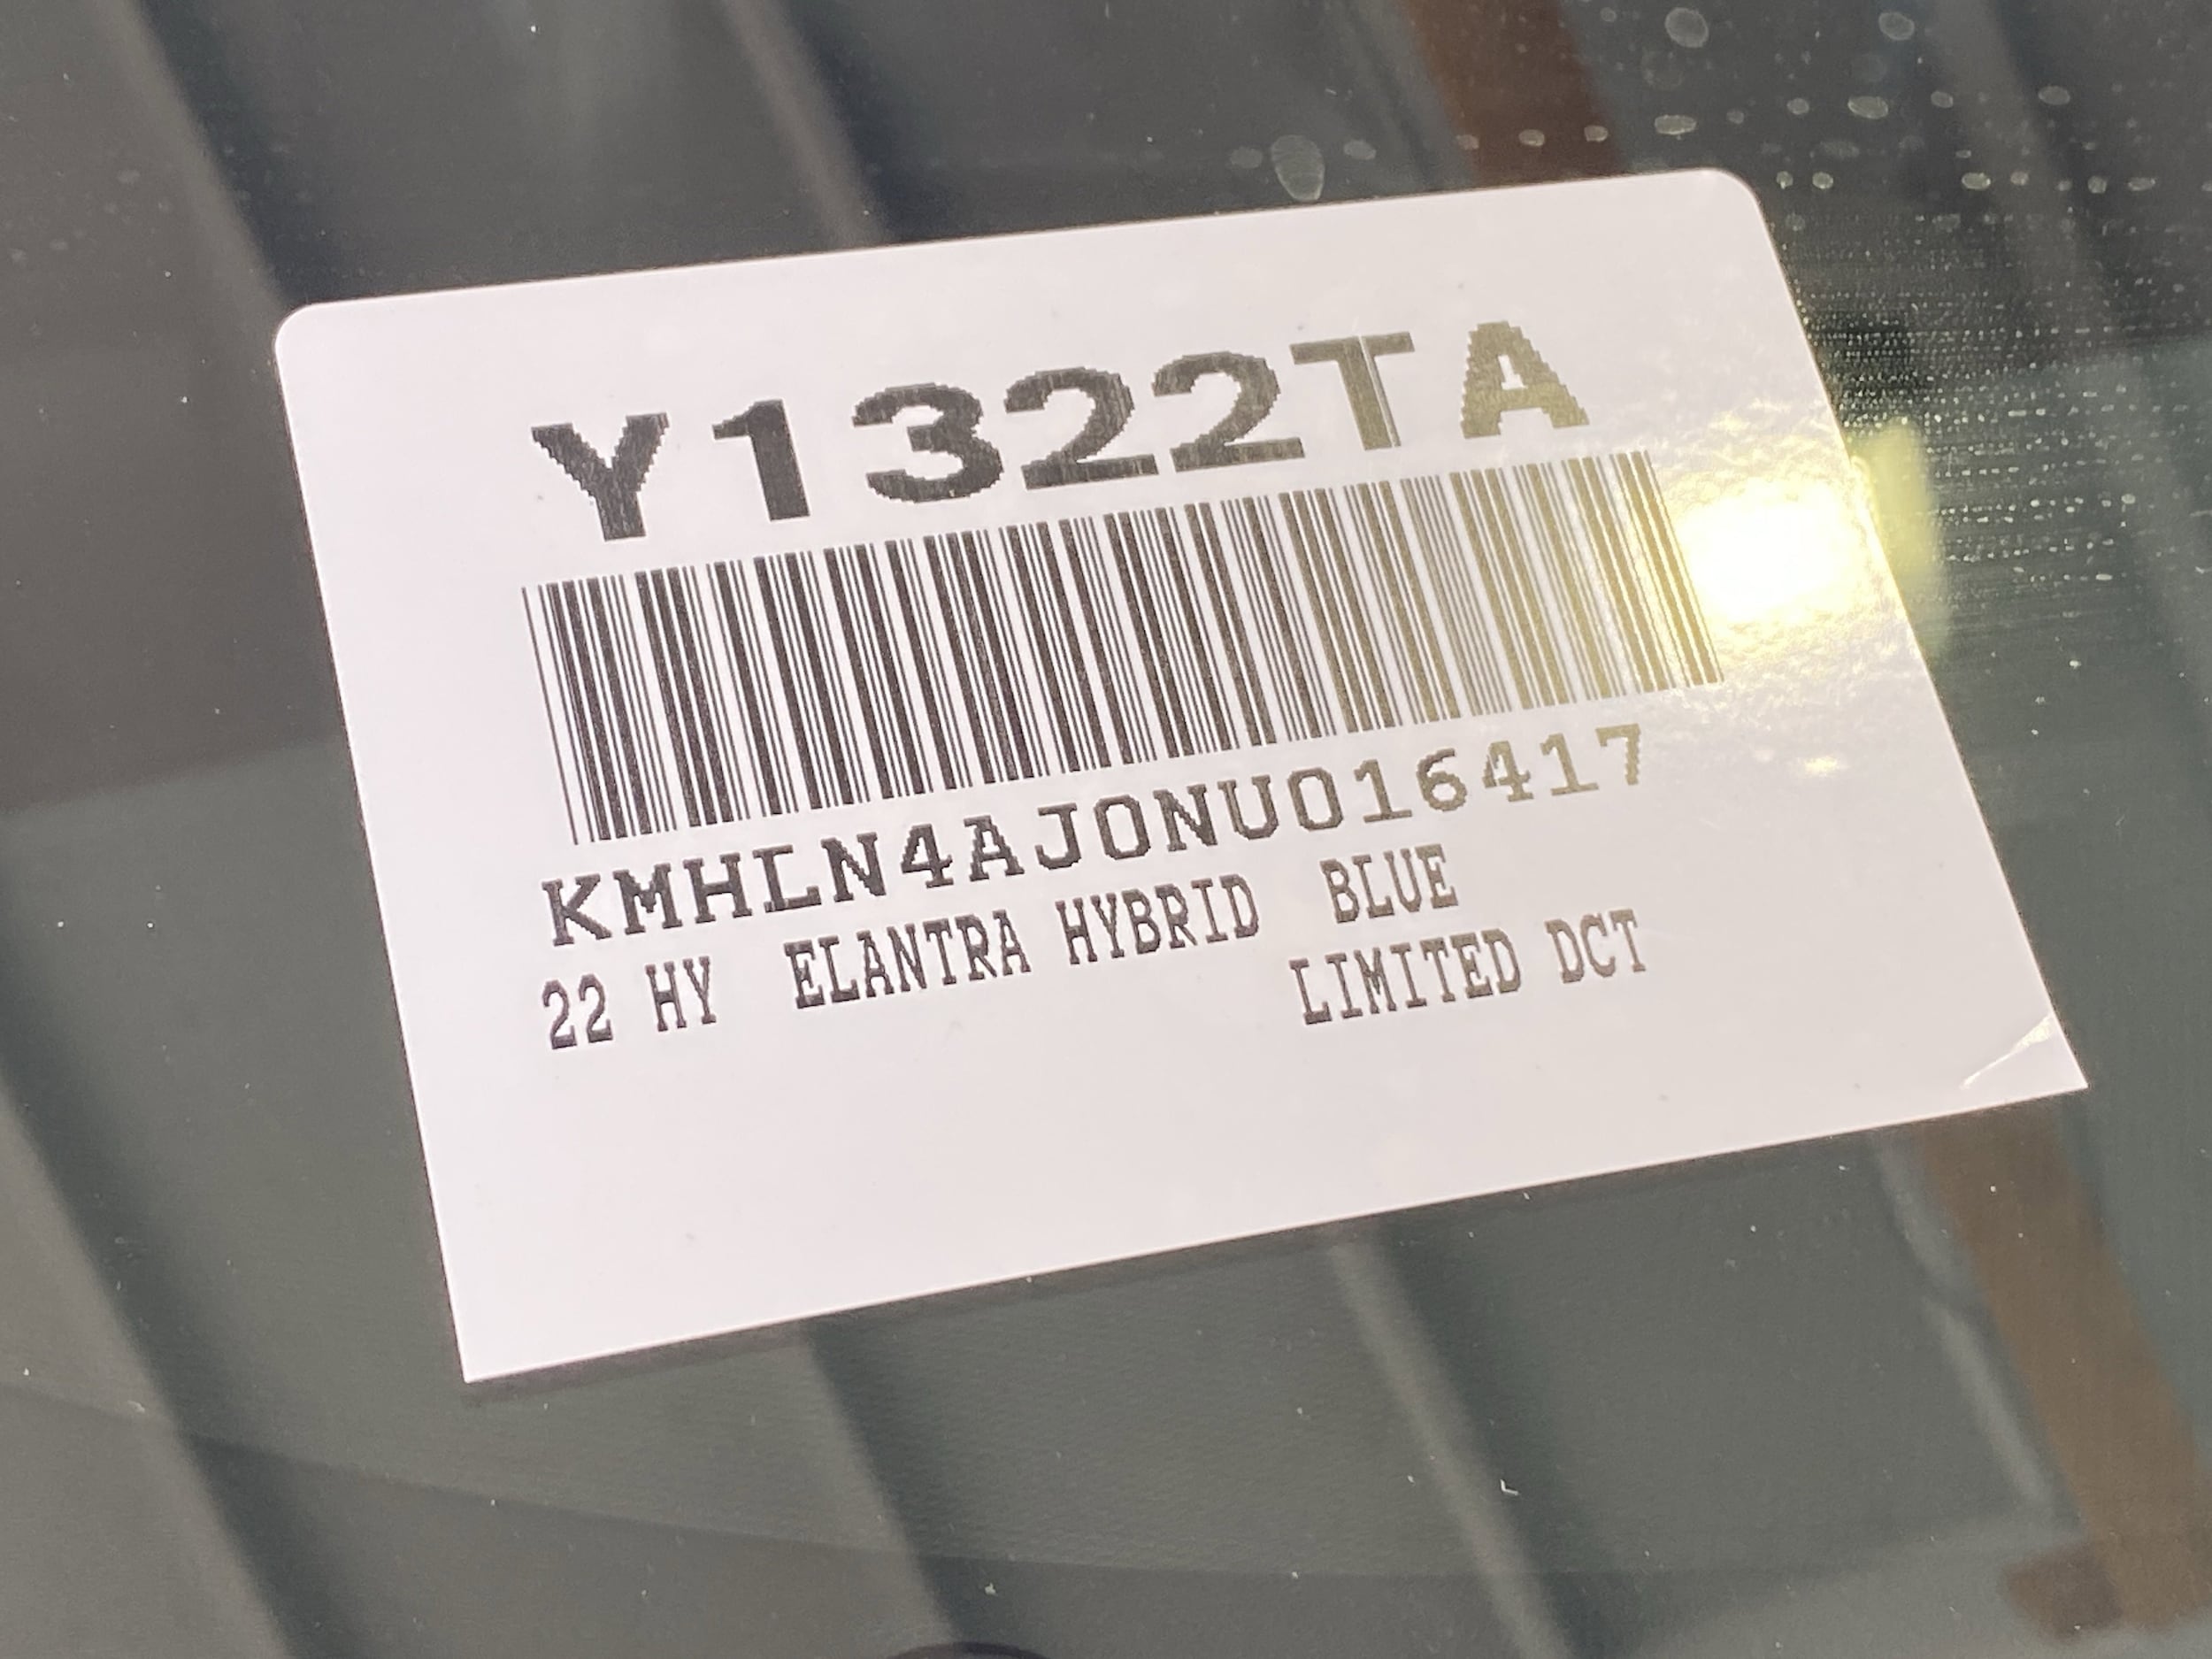 Y1322TA
KMHLN4AJ0NU016417
22 HY ELANTRA HYBRID BLUE
LIMITED DCT